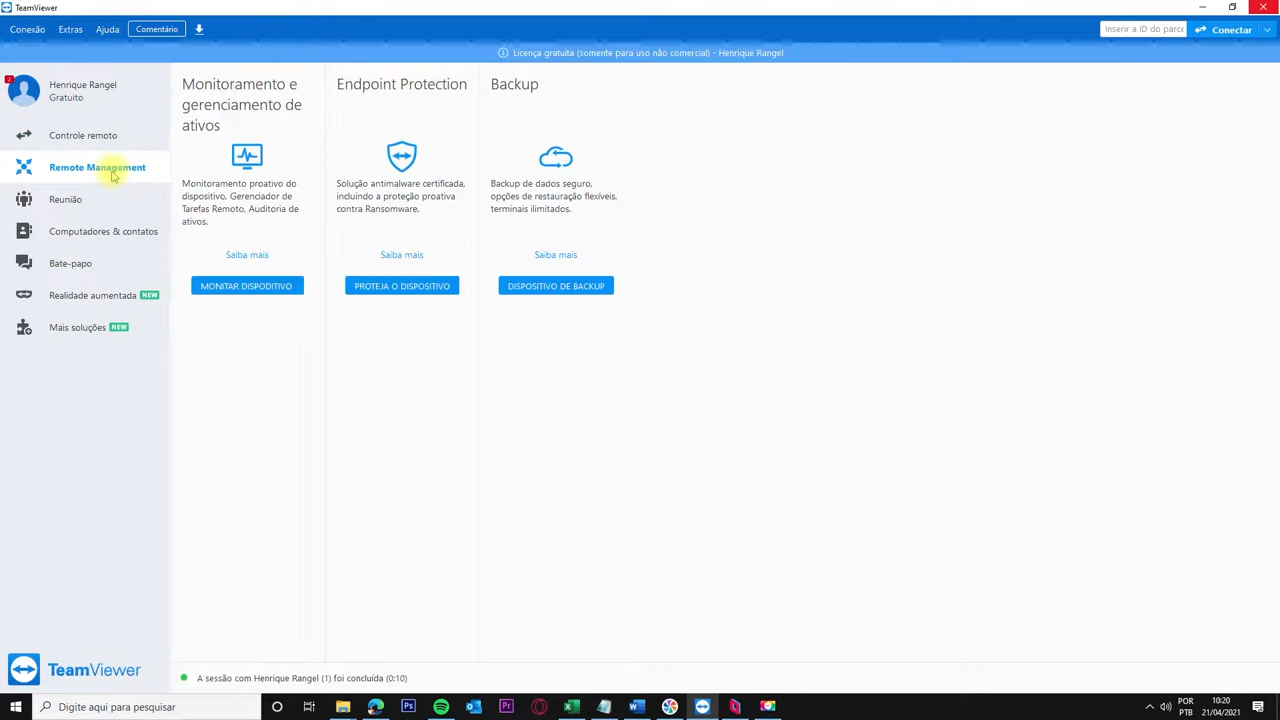 TeamViewer
Conexão Extras Ajuda Comentário
Inserir a ID do parce Conectar
Licença gratuita (somente para uso não comercial) - Henrique Rangel
2
Henrique Rangel
Gratuito
Controle remoto
Remote Management
Reunião
Computadores & contatos
Bate-papo
Realidade aumentada NEW
Mais soluções NEW
TeamViewer
Monitoramento e
gerenciamento de
ativos
Monitoramento proativo do
dispositivo, Gerenciador de
Tarefas Remoto, Auditoria de
ativos.
Saiba mais
MONITAR DISPODITIVO
Endpoint Protection
Solução antimalware certificada,
incluindo a proteção proativa
contra Ransomware.
Saiba mais
PROTEJA O DISPOSITIVO
Backup
Backup de dados seguro,
opções de restauração flexíveis,
terminais ilimitados.
Saiba mais
DISPOSITIVO DE BACKUP
A sessão com Henrique Rangel (1) foi concluída (0:10)
Digite aqui para pesquisar
Ps
Pr
POR
PTB
10:20
21/04/2021